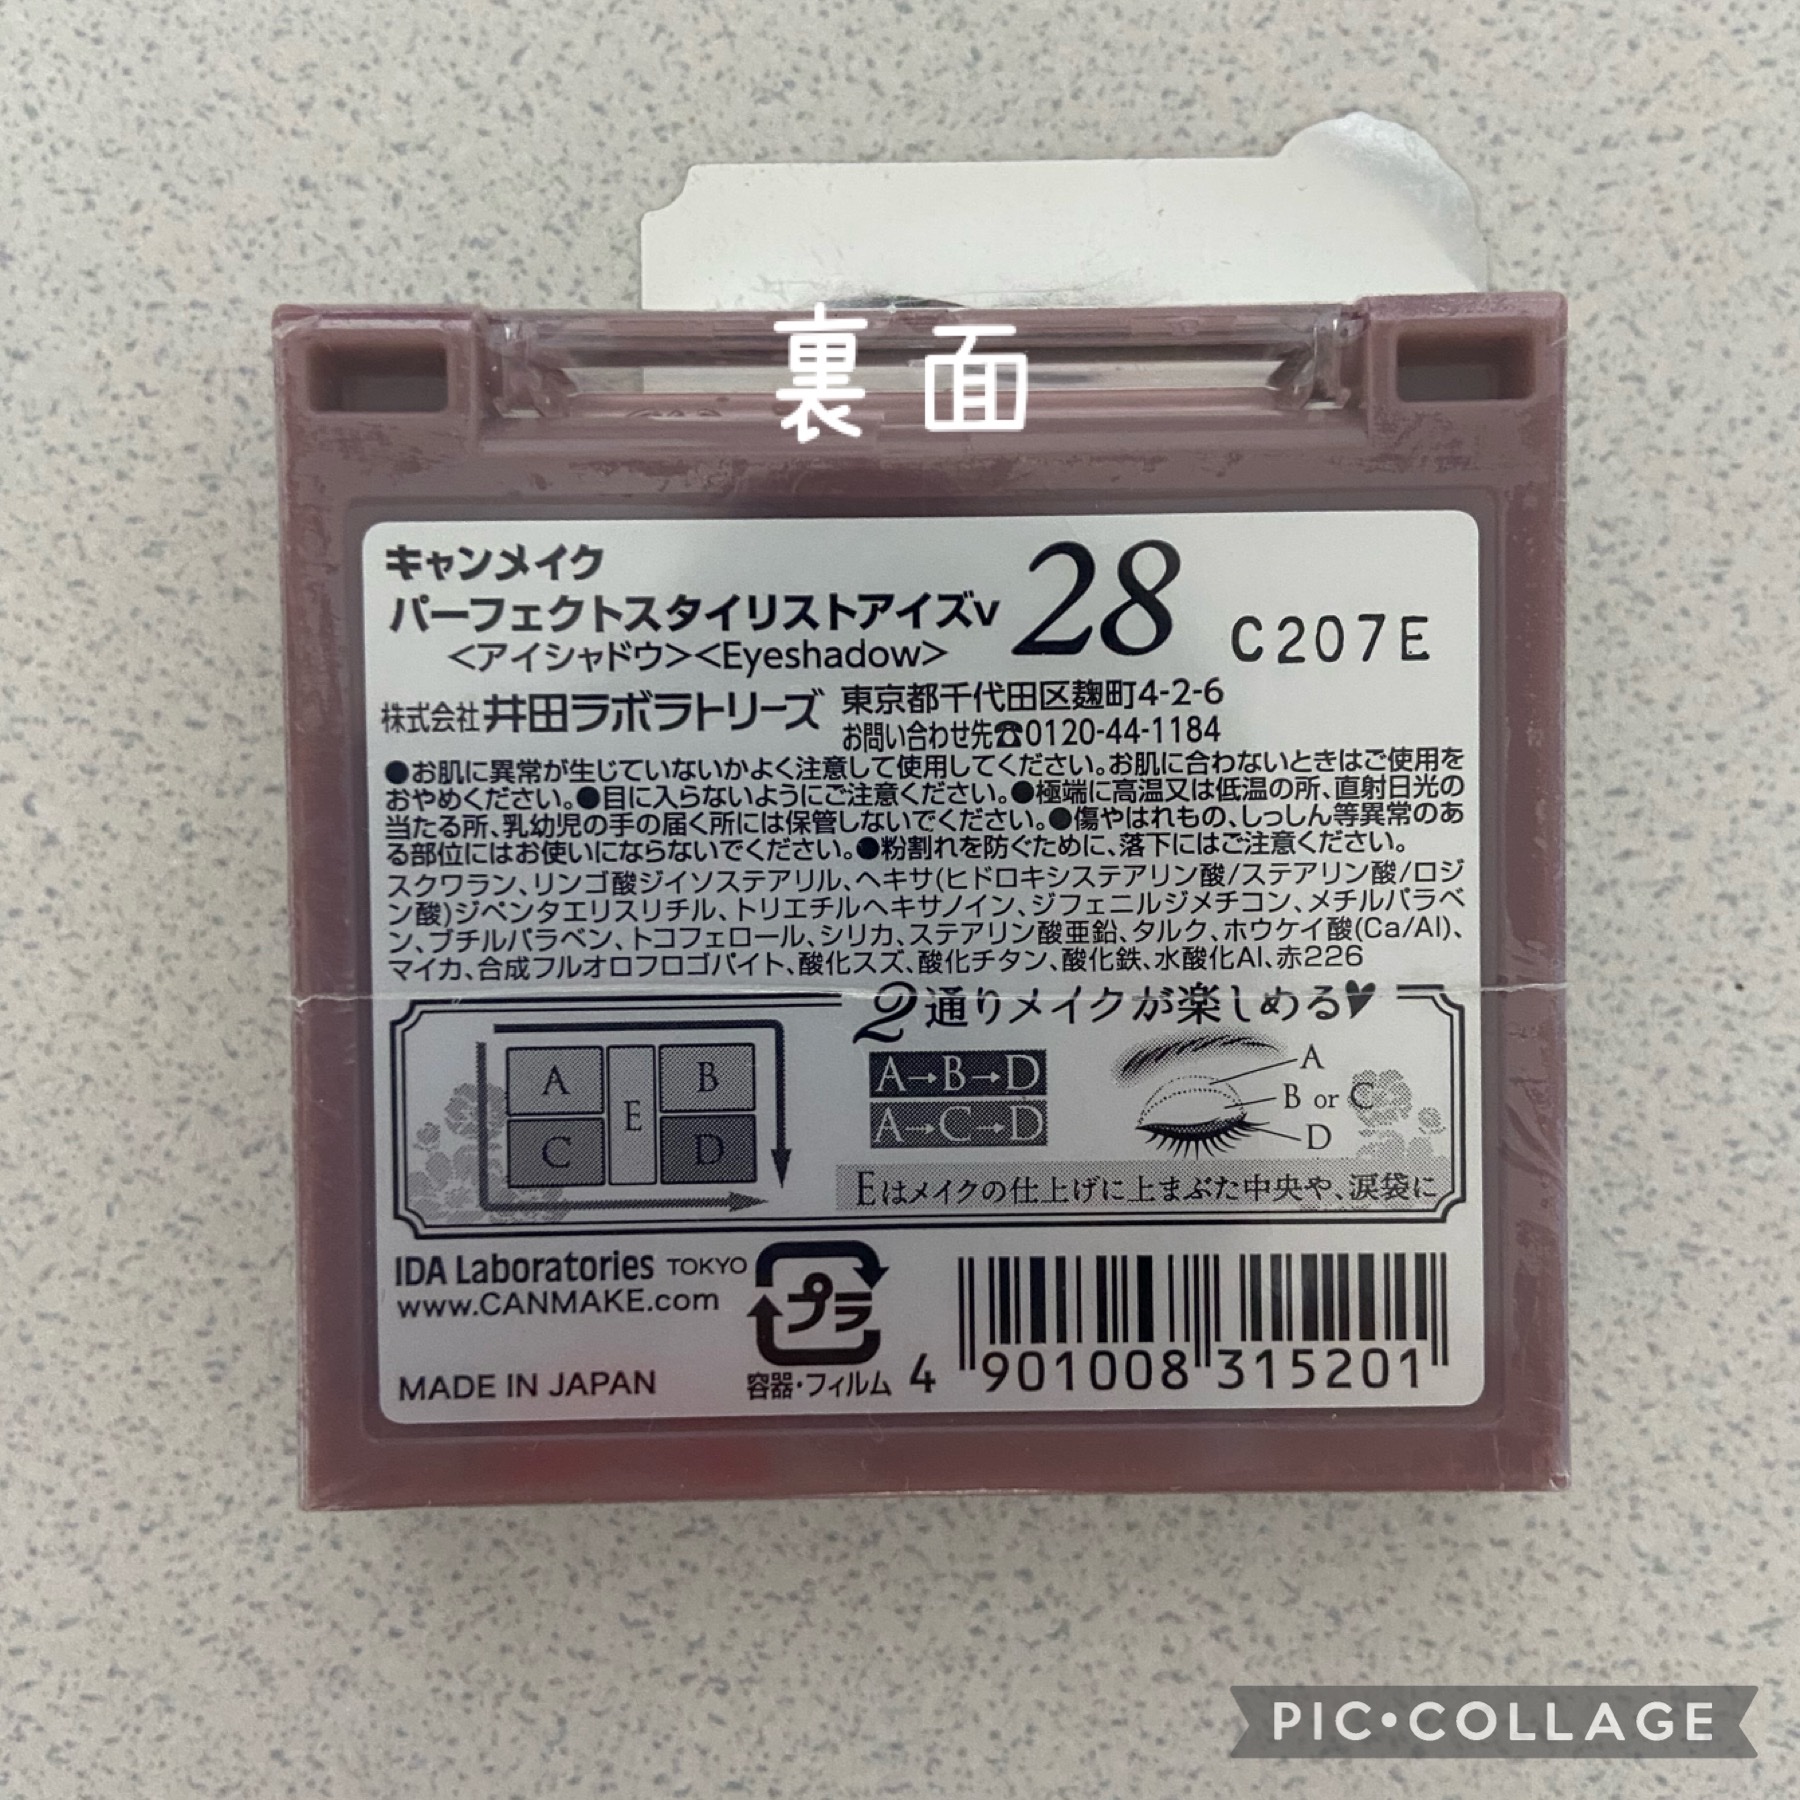 裏面
キャンメイク
パーフェクトスタイリストアイズv 28 C207E
<アイシャドウ><Eyeshadow>
株式会社 井田ラボラトリーズ 東京都千代田区麹町4-2-6
お問い合わせ先☎0120-44-1184
●お肌に異常が生じていないかよく注意して使用してください。お肌に合わないときはご使用を
おやめください。●目に入らないようにご注意ください。●極端に高温又は低温の所、直射日光の
当たる所、乳幼児の手の届く所には保管しないでください。●傷やはれもの、しっしん等異常のあ
る部位にはお使いにならないでください。●粉割れを防ぐために、落下にはご注意ください。
スクワラン、リンゴ酸ジイソステアリル、ヘキサ(ヒドロキシステアリン酸/ステアリン酸/ロジ
ン酸)ジペンタエリスリチル、トリエチルヘキサノイン、ジフェニルジメチコン、メチルパラベ
ン、ブチルパラベン、トコフェロール、シリカ、ステアリン酸亜鉛、タルク、ホウケイ酸(Ca/Al)、
マイカ、合成フルオロフロゴパイト、酸化スズ、酸化チタン、酸化鉄、水酸化Al、赤226
2通りメイクが楽しめる♥
A B
E
C D
A→B→D
A→C→D
A
B or C
D
Eはメイクの仕上げに上まぶた中央や、涙袋に
IDA Laboratories TOKYO
www.CANMAKE.com
MADE IN JAPAN
プラ
容器・フィルム
4 901008 315201
PIC•COLLAGE